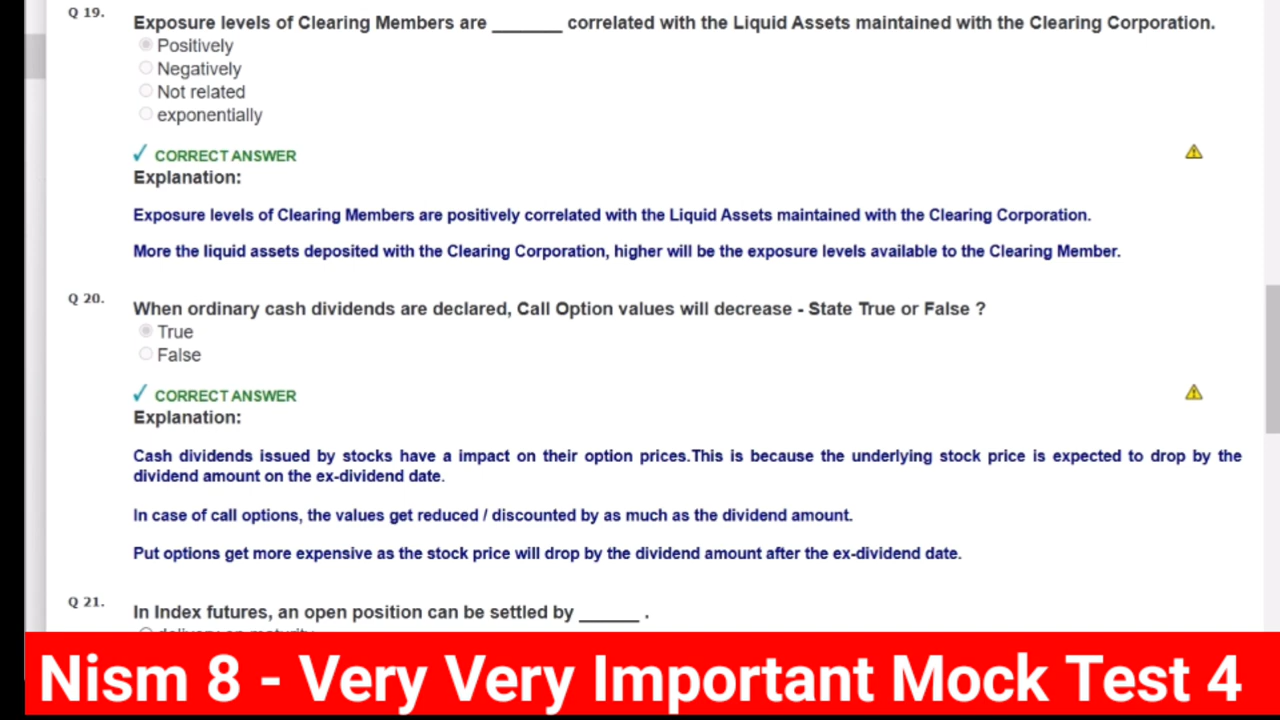 Q 19.
Exposure levels of Clearing Members are _______ correlated with the Liquid Assets maintained with the Clearing Corporation.
Positively
Negatively
Not related
exponentially
✓ CORRECT ANSWER
Explanation:
Exposure levels of Clearing Members are positively correlated with the Liquid Assets maintained with the Clearing Corporation.
More the liquid assets deposited with the Clearing Corporation, higher will be the exposure levels available to the Clearing Member.
Q 20.
When ordinary cash dividends are declared, Call Option values will decrease - State True or False ?
True
False
✓ CORRECT ANSWER
Explanation:
Cash dividends issued by stocks have a impact on their option prices.This is because the underlying stock price is expected to drop by the
dividend amount on the ex-dividend date.
In case of call options, the values get reduced / discounted by as much as the dividend amount.
Put options get more expensive as the stock price will drop by the dividend amount after the ex-dividend date.
Q 21.
In Index futures, an open position can be settled by ______ .
delivery on maturity
Nism 8 - Very Very Important Mock Test 4